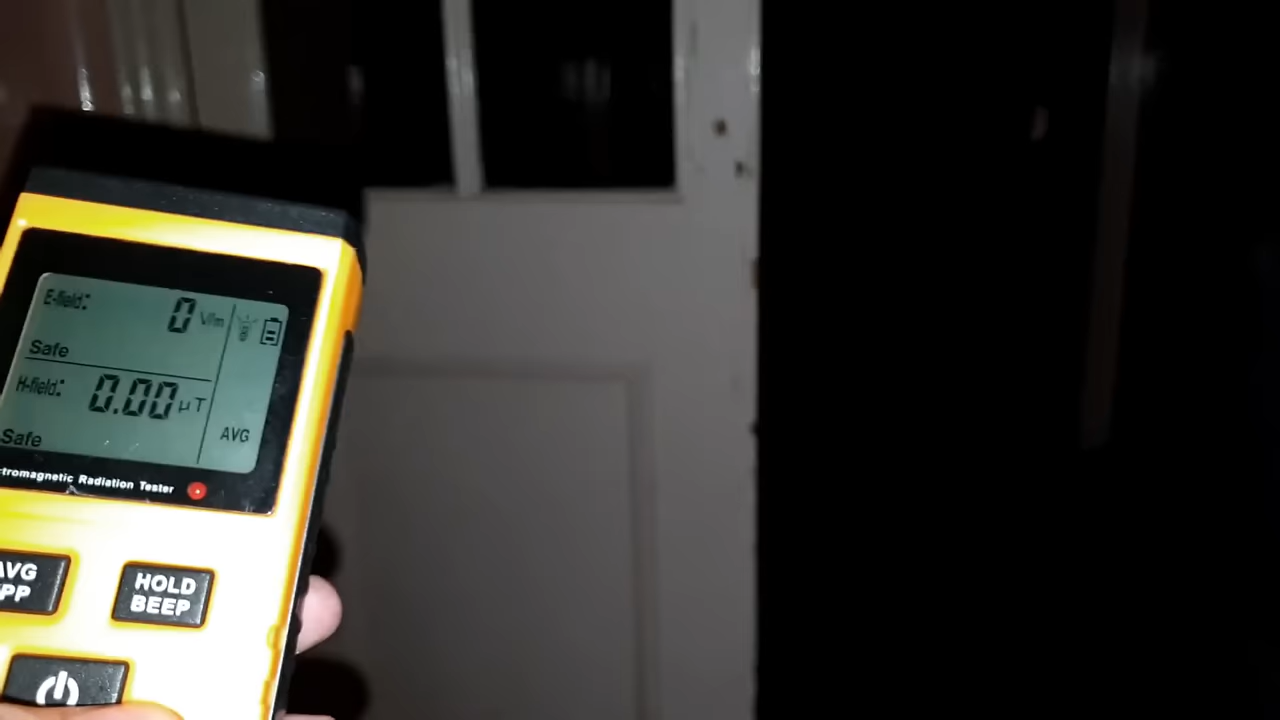 E-field:
0 V/m
Safe
H-field:
0.00 µT
Safe
AVG
tromagnetic Radiation Tester
AVG
PP
HOLD
BEEP